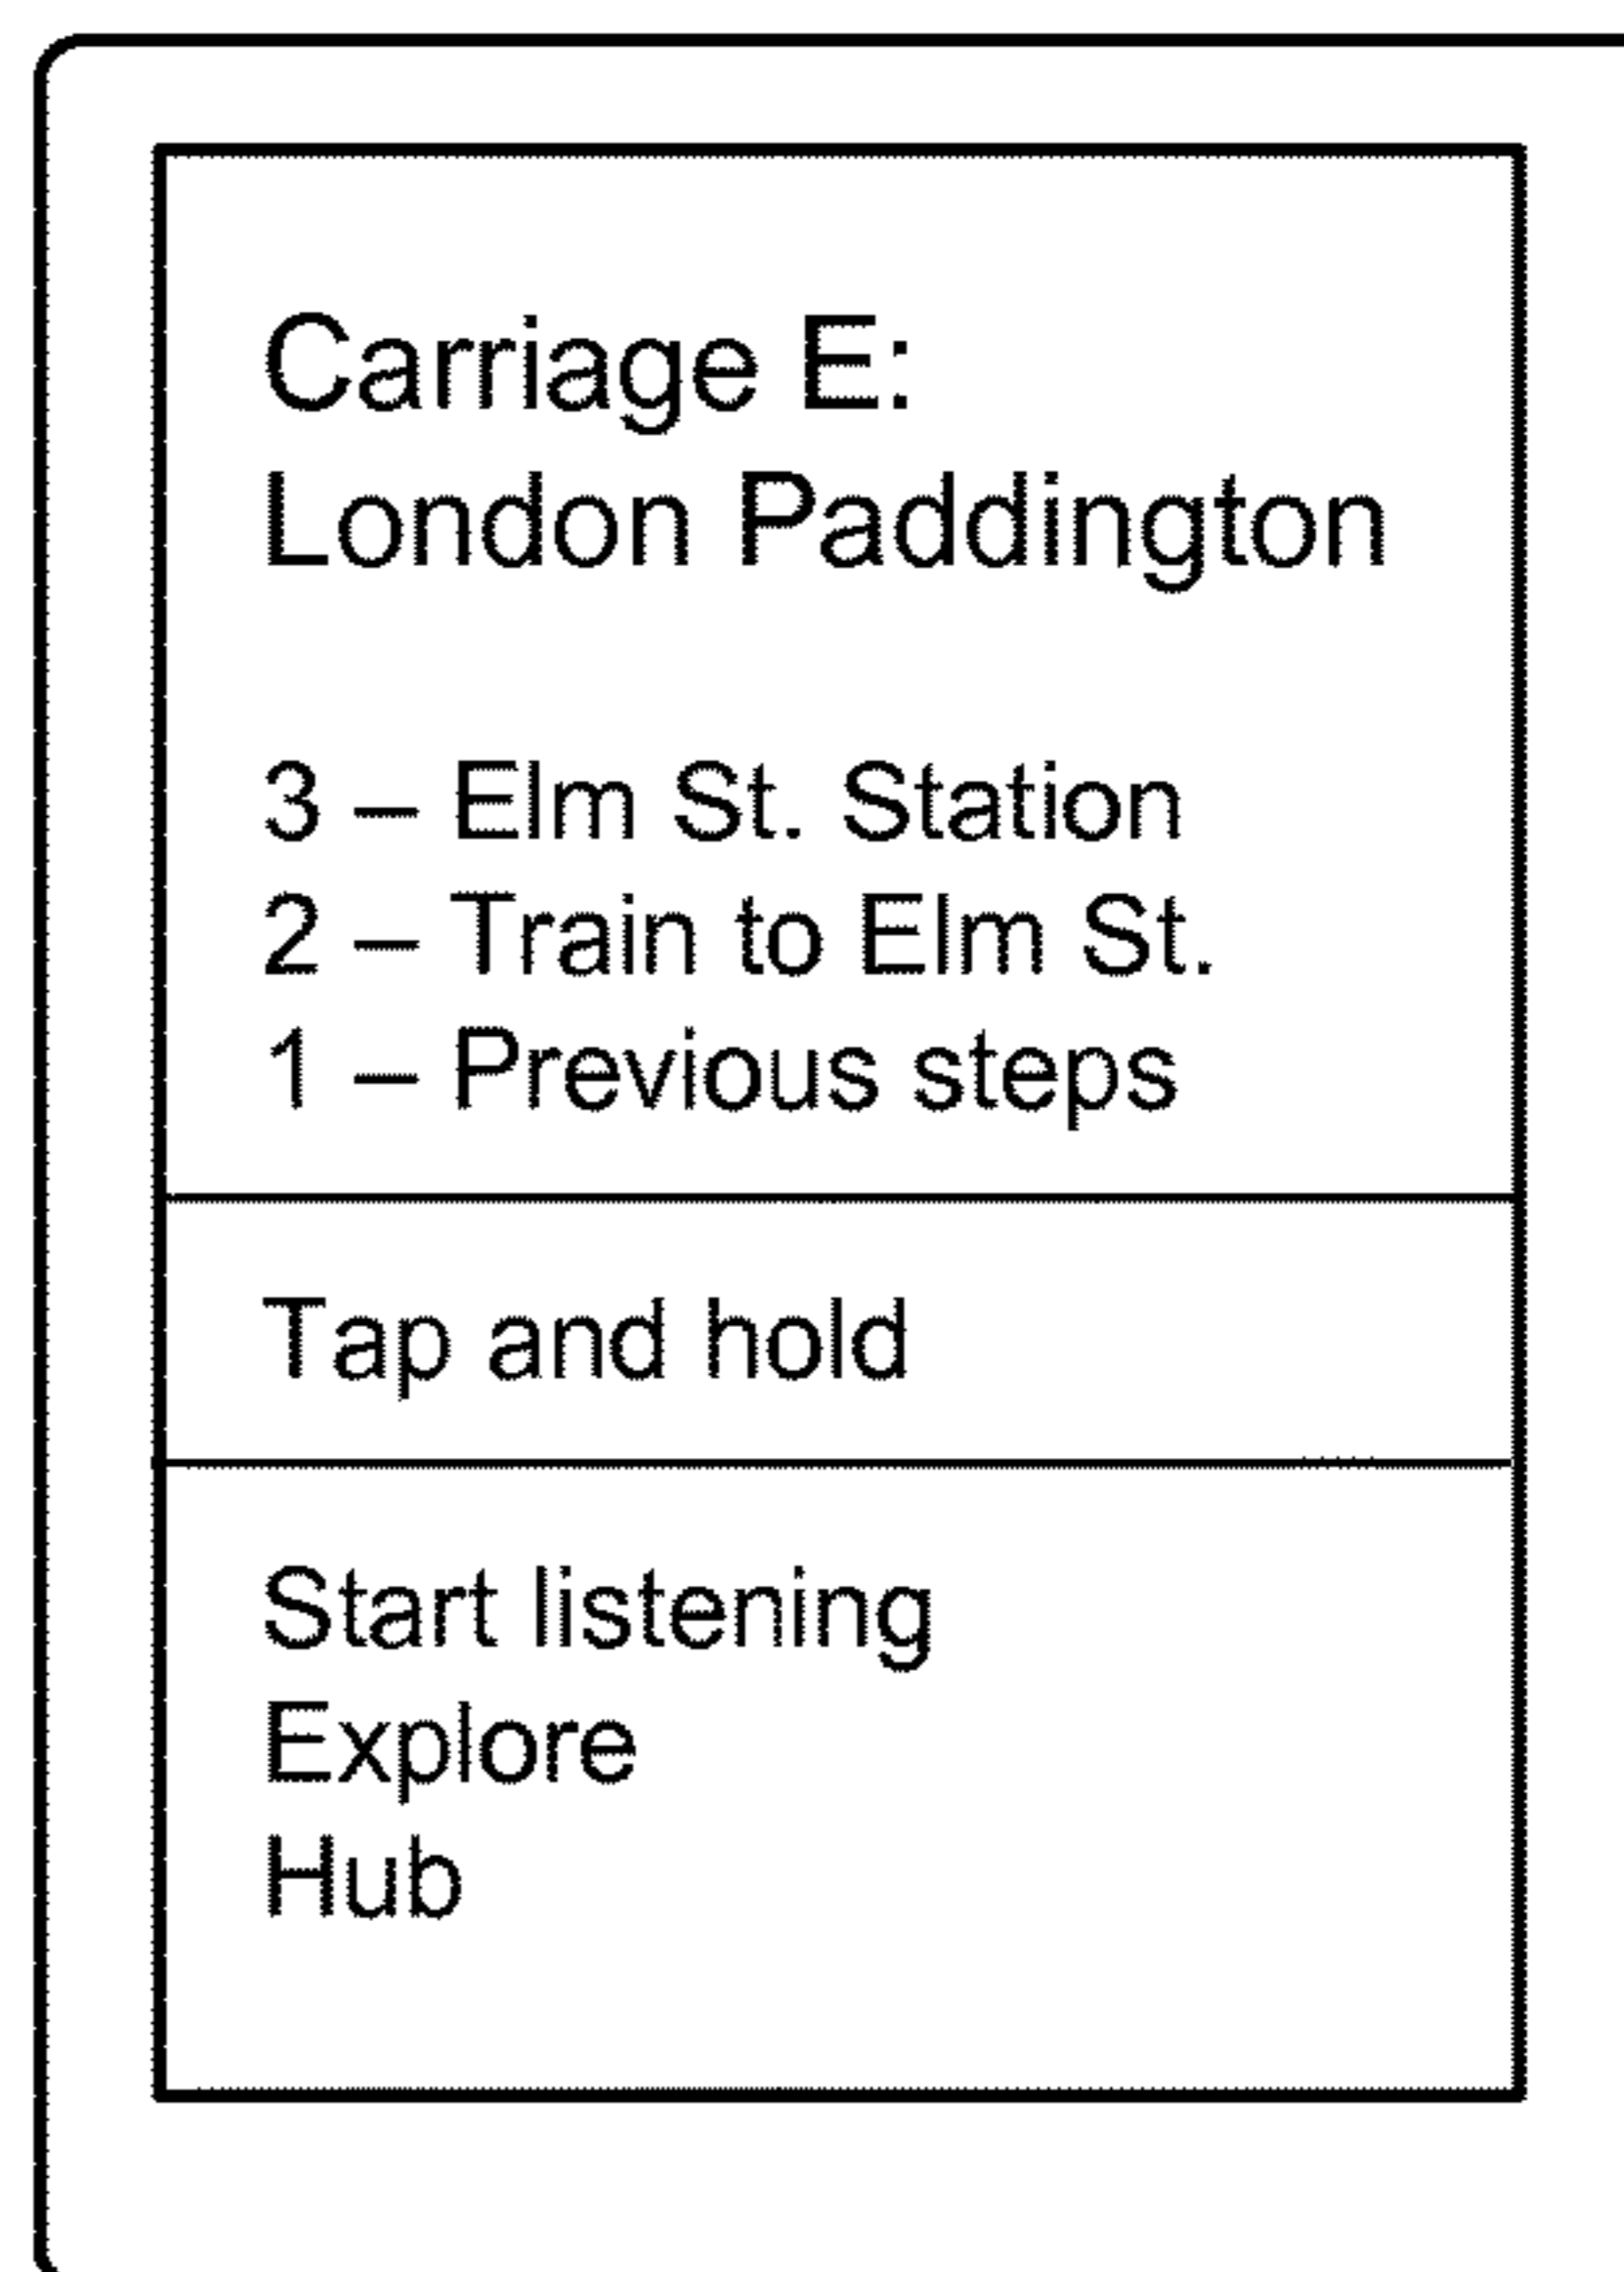 Carriage E:
London Paddington
3 – Elm St. Station
2 – Train to Elm St.
1 – Previous steps
Tap and hold
Start listening
Explore
Hub